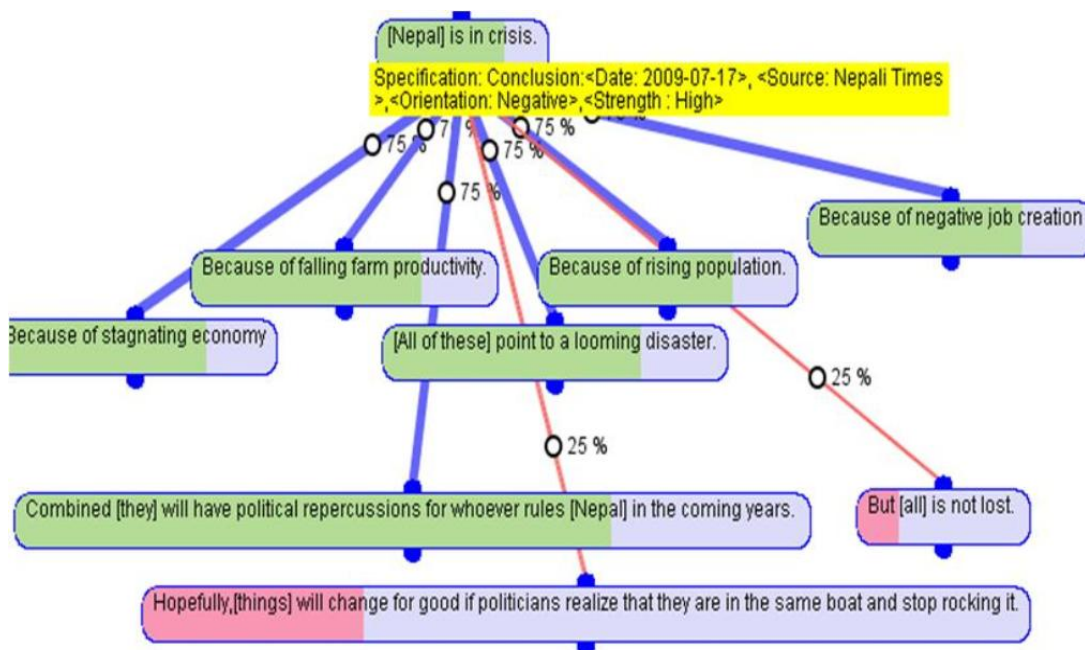 [Nepal] is in crisis.
Specification: Conclusion:<Date: 2009-07-17>, <Source: Nepali Times
>,<Orientation: Negative>,<Strength : High>
75 %
75 %
75 %
75 %
Because of negative job creation
Because of falling farm productivity.
Because of rising population.
Because of stagnating economy
[All of these] point to a looming disaster.
25 %
25 %
Combined [they] will have political repercussions for whoever rules [Nepal] in the coming years.
But [all] is not lost.
Hopefully,[things] will change for good if politicians realize that they are in the same boat and stop rocking it.